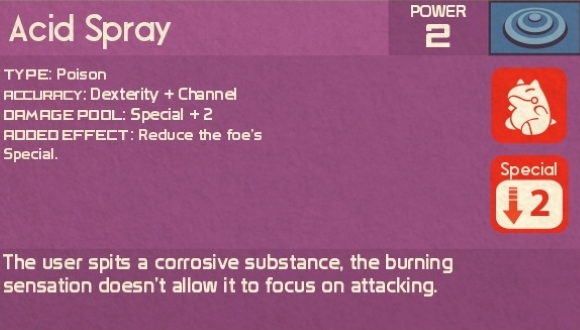 Acid Spray
POWER
2
TYPE: Poison
ACCURACY: Dexterity + Channel
DAMAGE POOL: Special + 2
ADDED EFFECT: Reduce the foe's
Special.
Special
2
The user spits a corrosive substance, the burning
sensation doesn't allow it to focus on attacking.